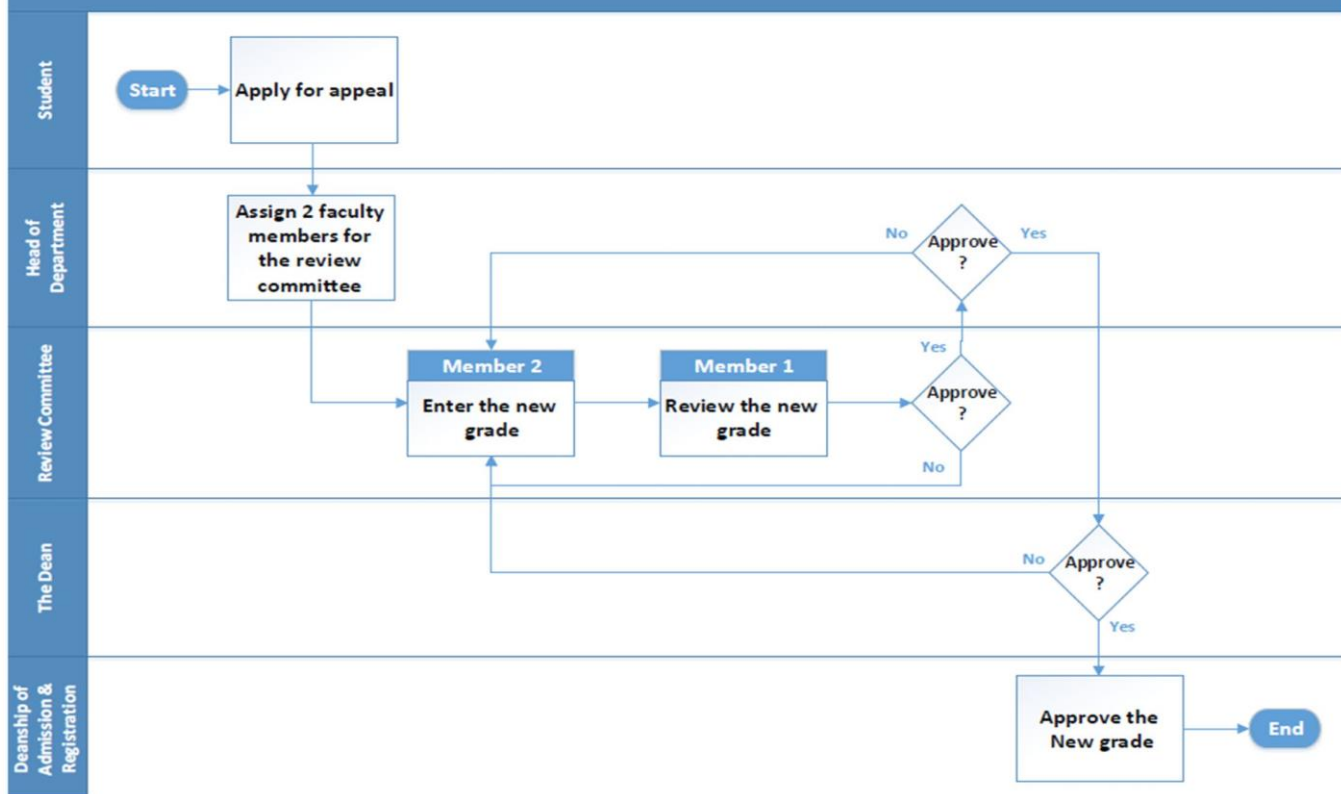 Student
Start
Apply for appeal
Head of
Department
Assign 2 faculty
members for
the review
committee
No
Approve
?
Yes
Review Committee
Member 2
Enter the new
grade
Member 1
Review the new
grade
Yes
Approve
?
No
The Dean
No
Approve
?
Yes
Deanship of
Admission &
Registration
Approve the
New grade
End